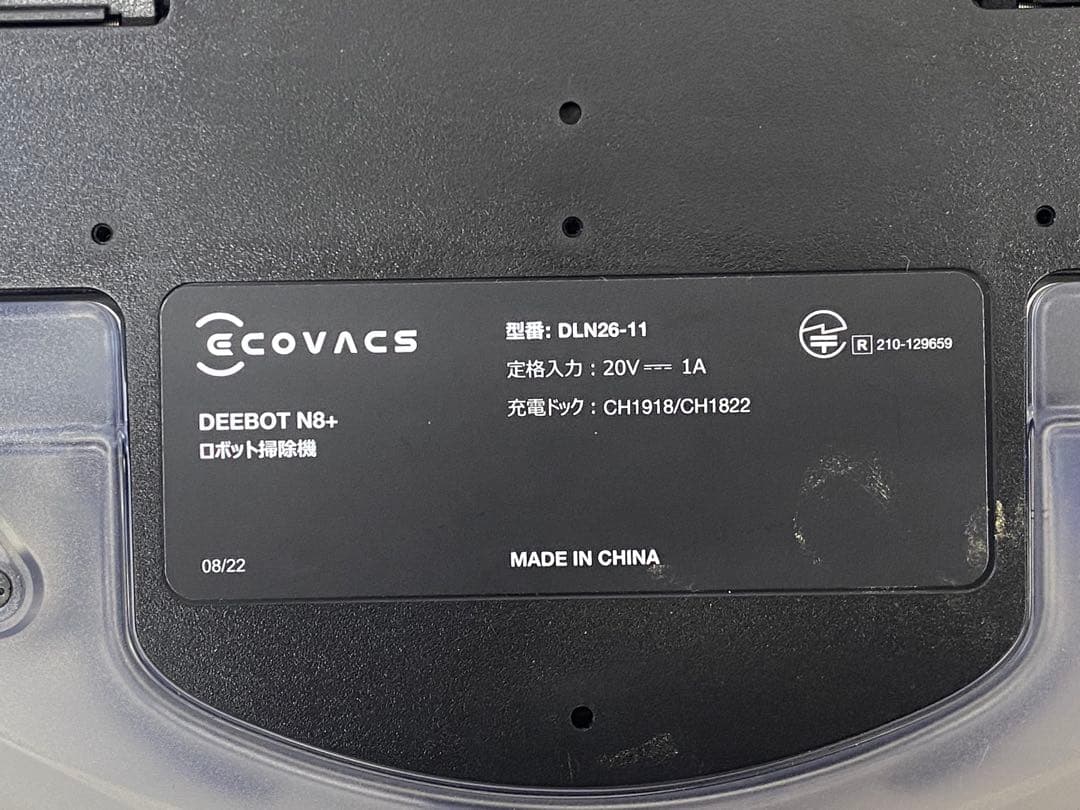 ECOVACS
DEEBOT N8+
ロボット掃除機
08/22
型番: DLN26-11
定格入力 : 20V⎓ 1A
充電ドック : CH1918/CH1822
MADE IN CHINA
R 210-129659